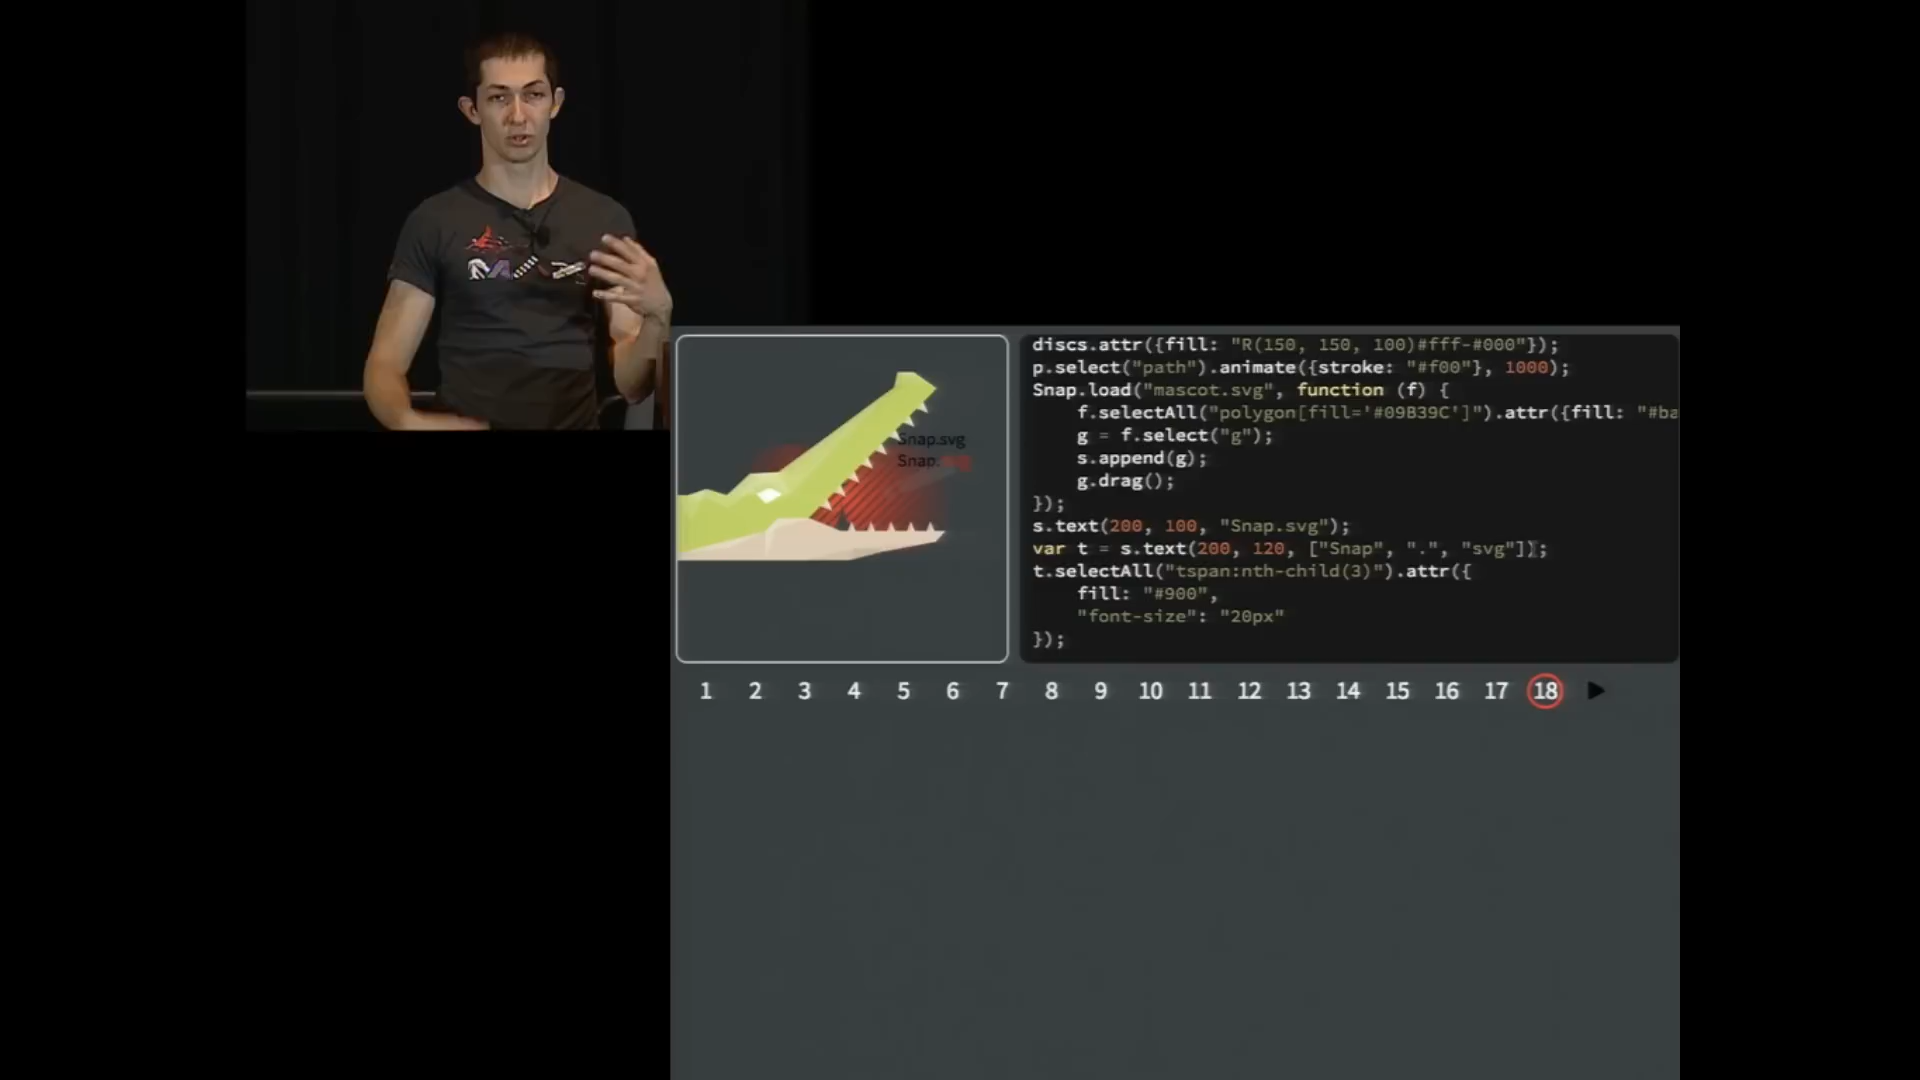 MAX
Snap.svg
Snap.svg
discs.attr({fill: "R(150, 150, 100)#fff-#000"});
p.select("path").animate({stroke: "#f00"}, 1000);
Snap.load("mascot.svg", function (f) {
f.selectAll("polygon[fill='#09B39C']").attr({fill: "#ba
g = f.select("g");
s.append(g);
g.drag();
});
s.text(200, 100, "Snap.svg");
var t = s.text(200, 120, ["Snap", ".", "svg"]);
t.selectAll("tspan:nth-child(3)").attr({
fill: "#900",
"font-size": "20px"
});
1 2 3 4 5 6 7 8 9 10 11 12 13 14 15 16 17 18